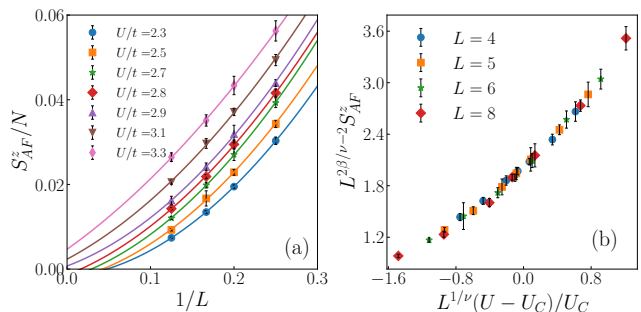 0.06
0.04
0.02
0.00
S^z_{AF}/N
U/t=2.3
U/t=2.5
U/t=2.7
U/t=2.8
U/t=2.9
U/t=3.1
U/t=3.3
(a)
0.0 0.1 0.2 0.3
1/L
3.6
3.0
2.4
1.8
1.2
L^{2β/ν−2}S^z_{AF}
L = 4
L = 5
L = 6
L = 8
(b)
−1.6 −0.8 0.0 0.8
L^{1/ν}(U − U_C)/U_C